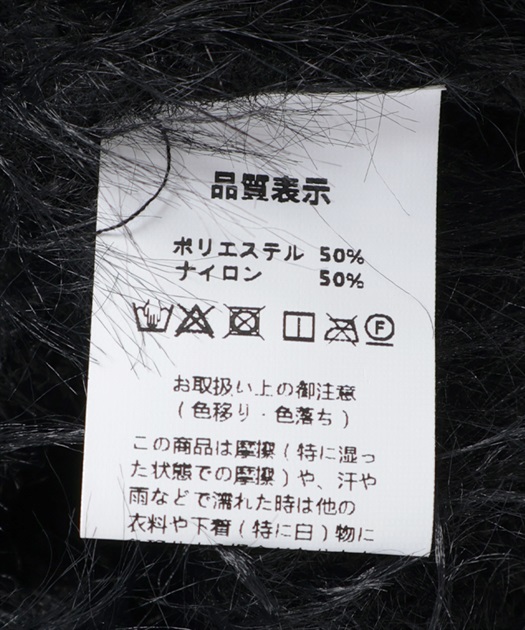 品質表示
ポリエステル 50%
ナイロン 50%
F
お取扱い上の御注意
(色移り・色落ち)
この商品は摩擦(特に湿っ
た状態での摩擦)や、汗や
雨などで濡れた時は他の
衣料や下着(特に白)物に